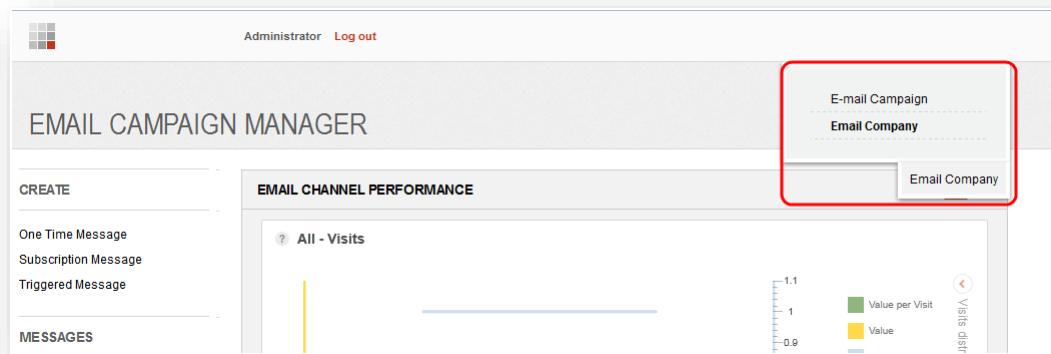 Administrator Log out
E-mail Campaign
Email Company
Email Company
EMAIL CAMPAIGN MANAGER
CREATE
One Time Message
Subscription Message
Triggered Message
MESSAGES
EMAIL CHANNEL PERFORMANCE
? All - Visits
1.1
1
0.9
Value per Visit
Value
Visits